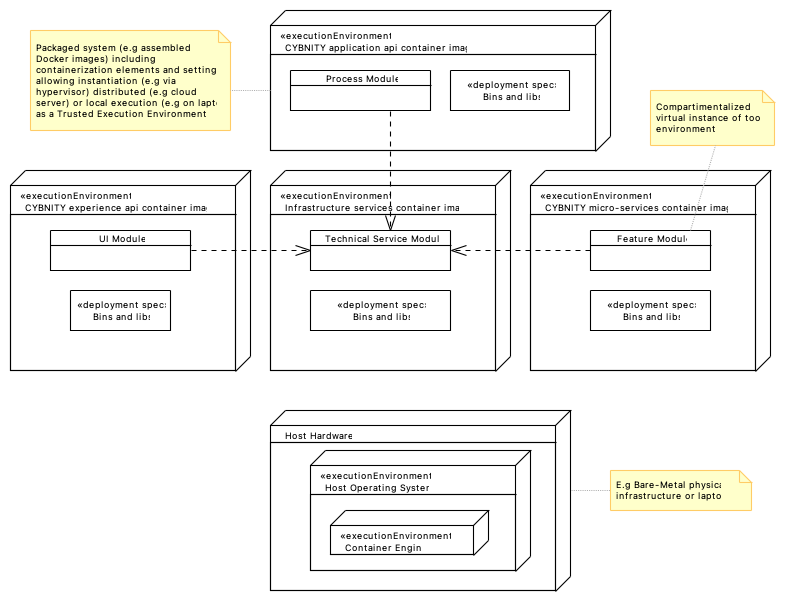 Packaged system (e.g assembled
Docker images) including
containerization elements and setting
allowing instantiation (e.g via
hypervisor) distributed (e.g cloud
server) or local execution (e.g on lapt
as a Trusted Execution Environment
«executionEnvironment
CYBNITY application api container imag
Process Module
«deployment spec
Bins and libs
Compartimentalized
virtual instance of too
environment
«executionEnvironment
CYBNITY experience api container ima
UI Module
«deployment spec
Bins and libs
«executionEnvironment
Infrastructure services container ima
Technical Service Modul
«deployment spec
Bins and libs
«executionEnvironment
CYBNITY micro-services container imag
Feature Modul
«deployment spec
Bins and libs
Host Hardware
«executionEnvironment
Host Operating System
«executionEnvironment
Container Engin
E.g Bare-Metal physica
infrastructure or lapto